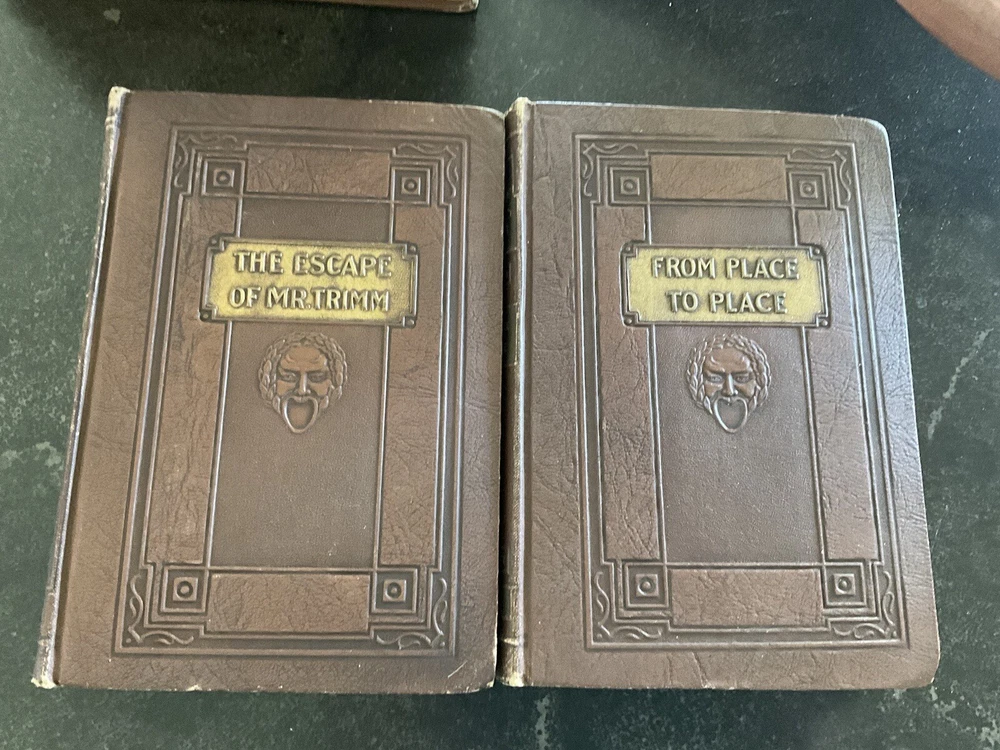 THE ESCAPE
OF MR. TRIMM
FROM PLACE
TO PLACE